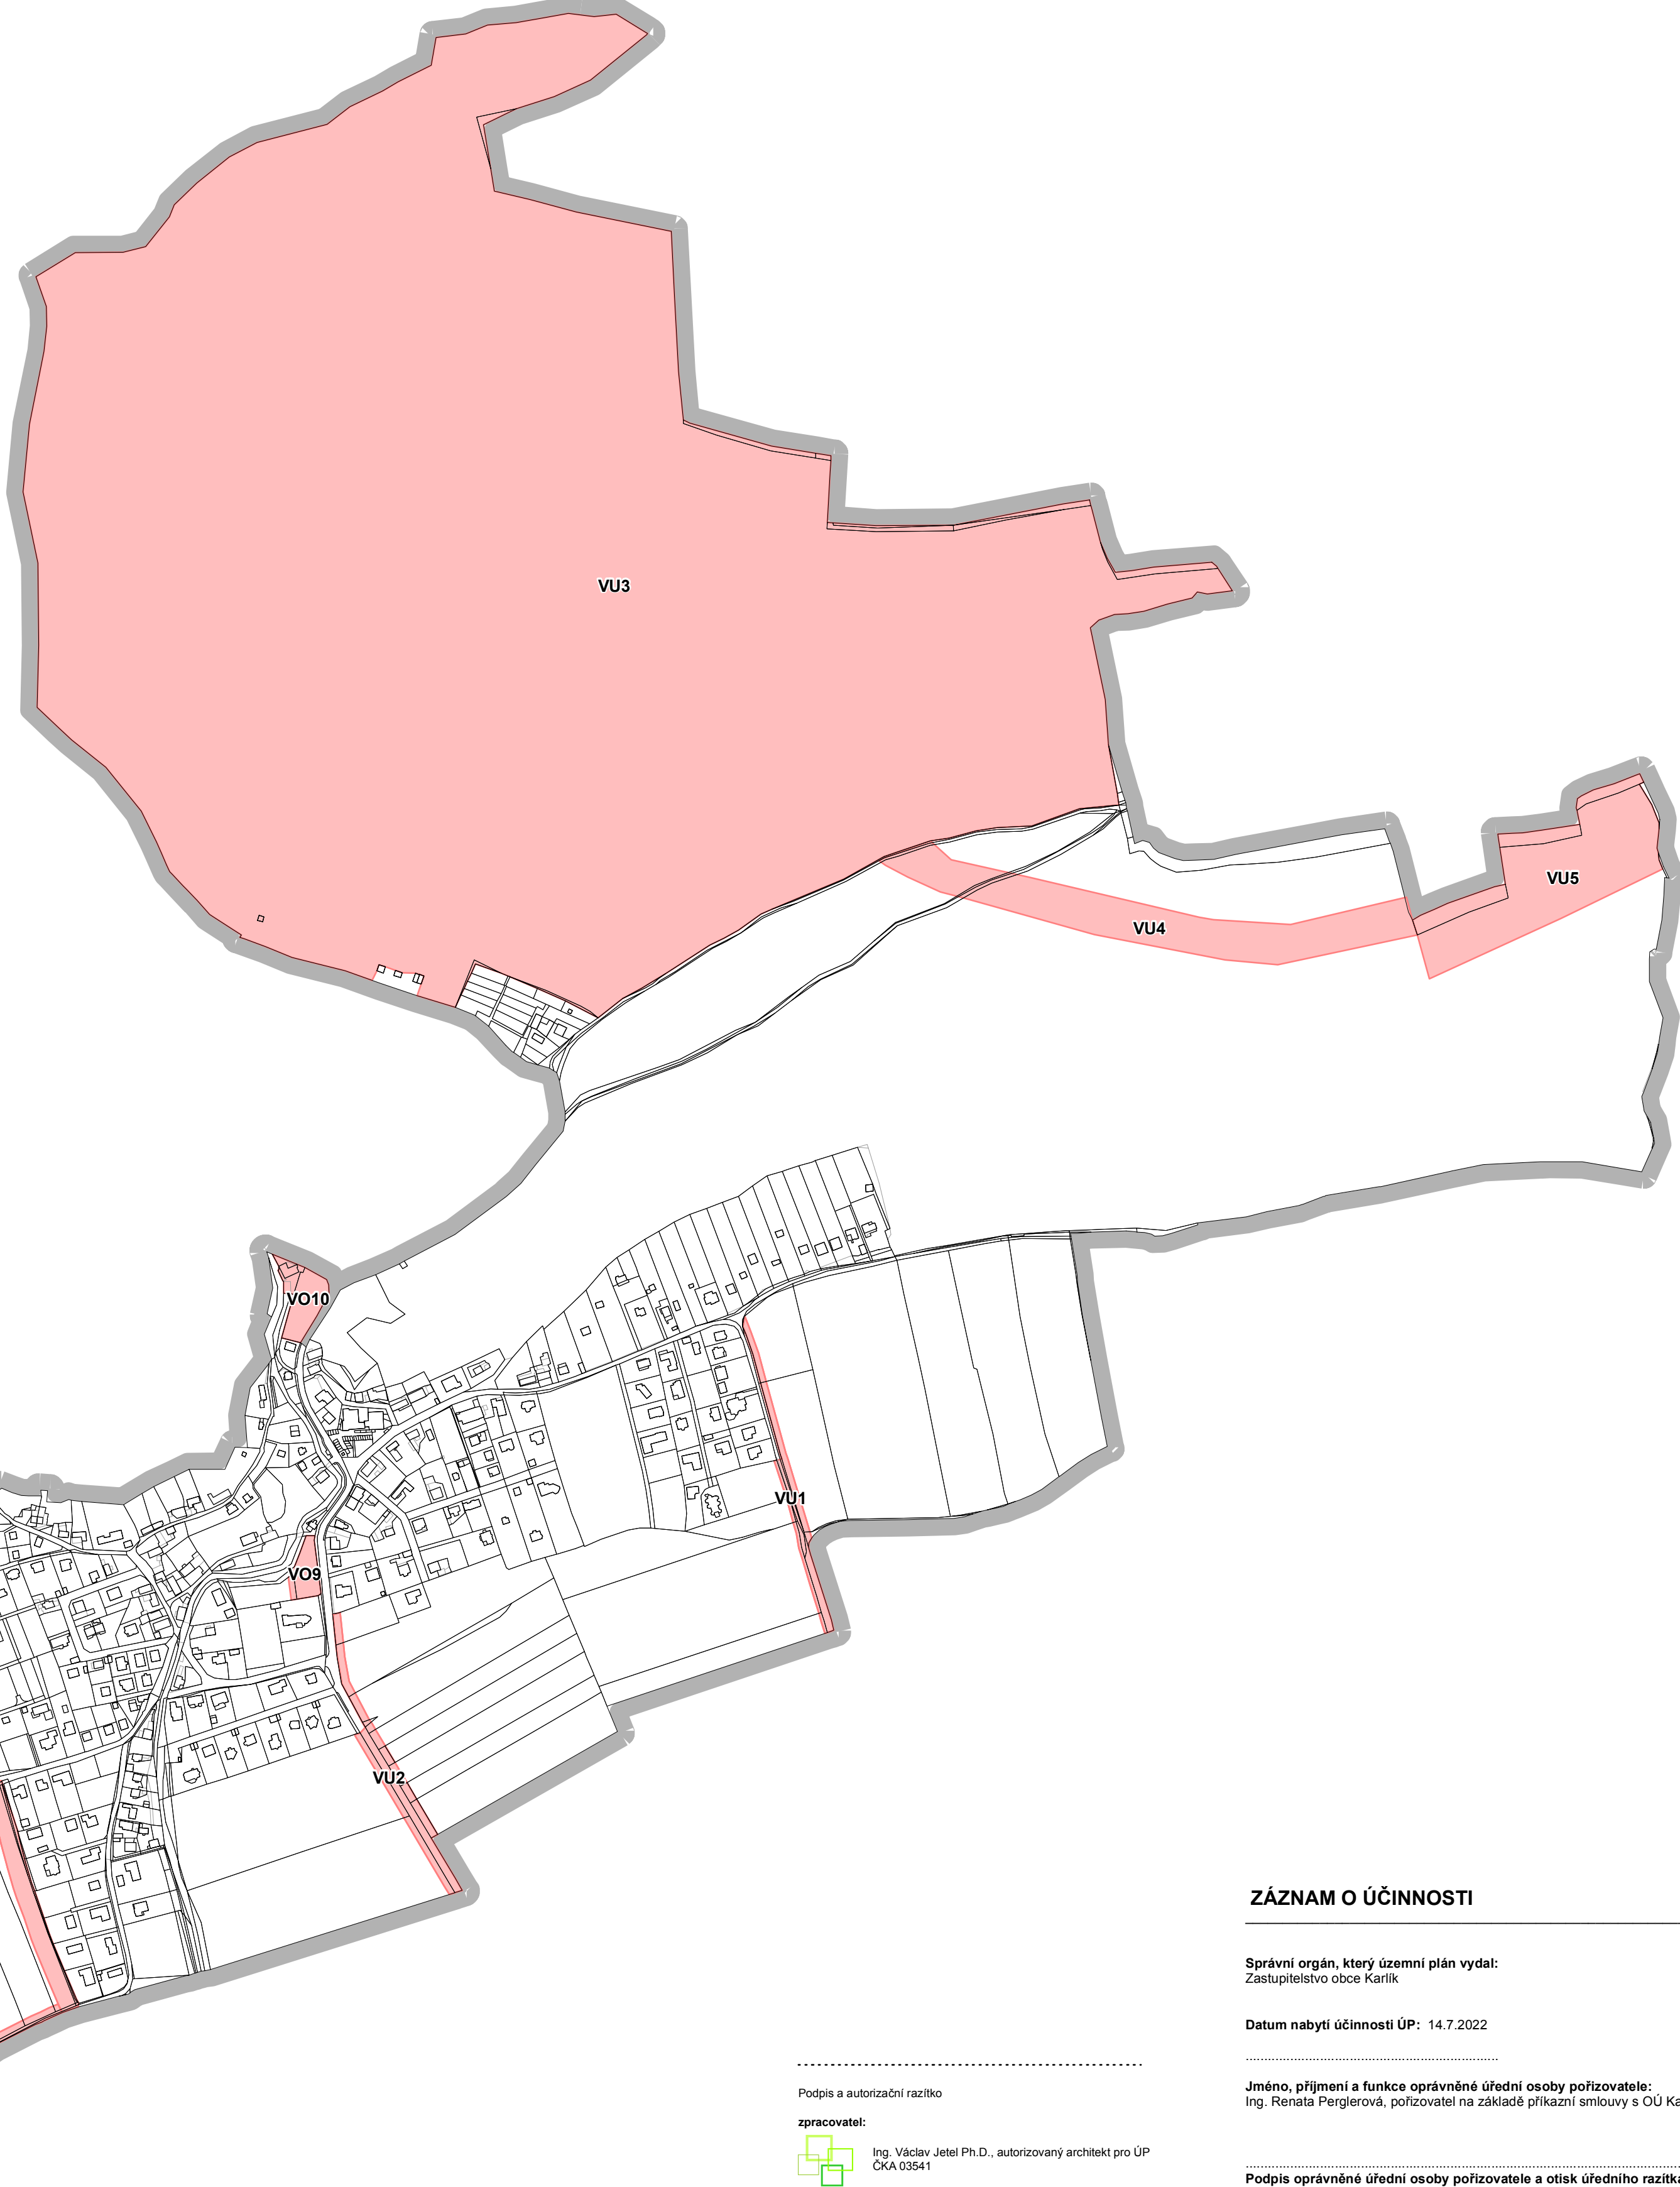 VU3
VU5
VU4
VO10
VU1
VO9
VU2
ZÁZNAM O ÚČINNOSTI
Správní orgán, který územní plán vydal:
Zastupitelstvo obce Karlík
Datum nabytí účinnosti ÚP: 14.7.2022
Jméno, příjmení a funkce oprávněné úřední osoby pořizovatele:
Ing. Renata Perglerová, pořizovatel na základě příkazní smlouvy s OÚ Ka
Podpis oprávněné úřední osoby pořizovatele a otisk úředního razítka
Podpis a autorizační razítko
zpracovatel:
Ing. Václav Jetel Ph.D., autorizovaný architekt pro ÚP
ČKA 03541